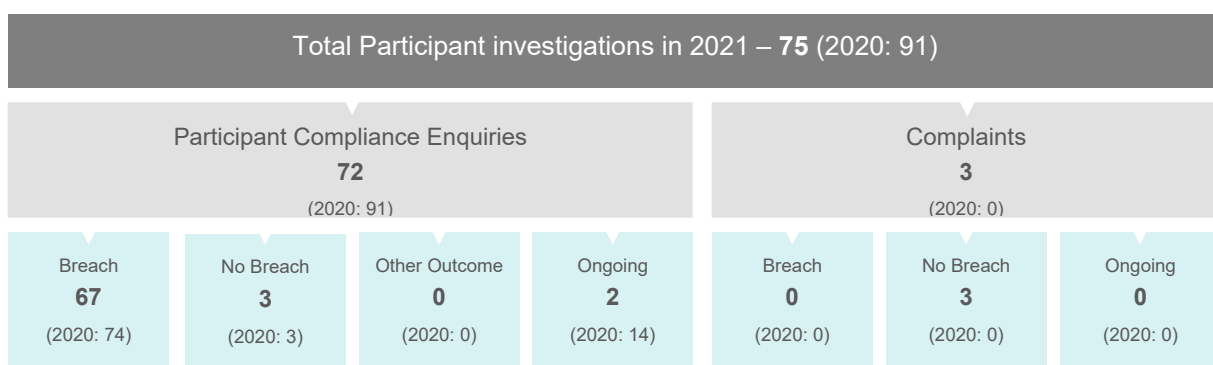 Total Participant investigations in 2021 – 75 (2020: 91)
Participant Compliance Enquiries
72
(2020: 91)
Complaints
3
(2020: 0)
Breach
67
(2020: 74)
No Breach
3
(2020: 3)
Other Outcome
0
(2020: 0)
Ongoing
2
(2020: 14)
Breach
0
(2020: 0)
No Breach
3
(2020: 0)
Ongoing
0
(2020: 0)